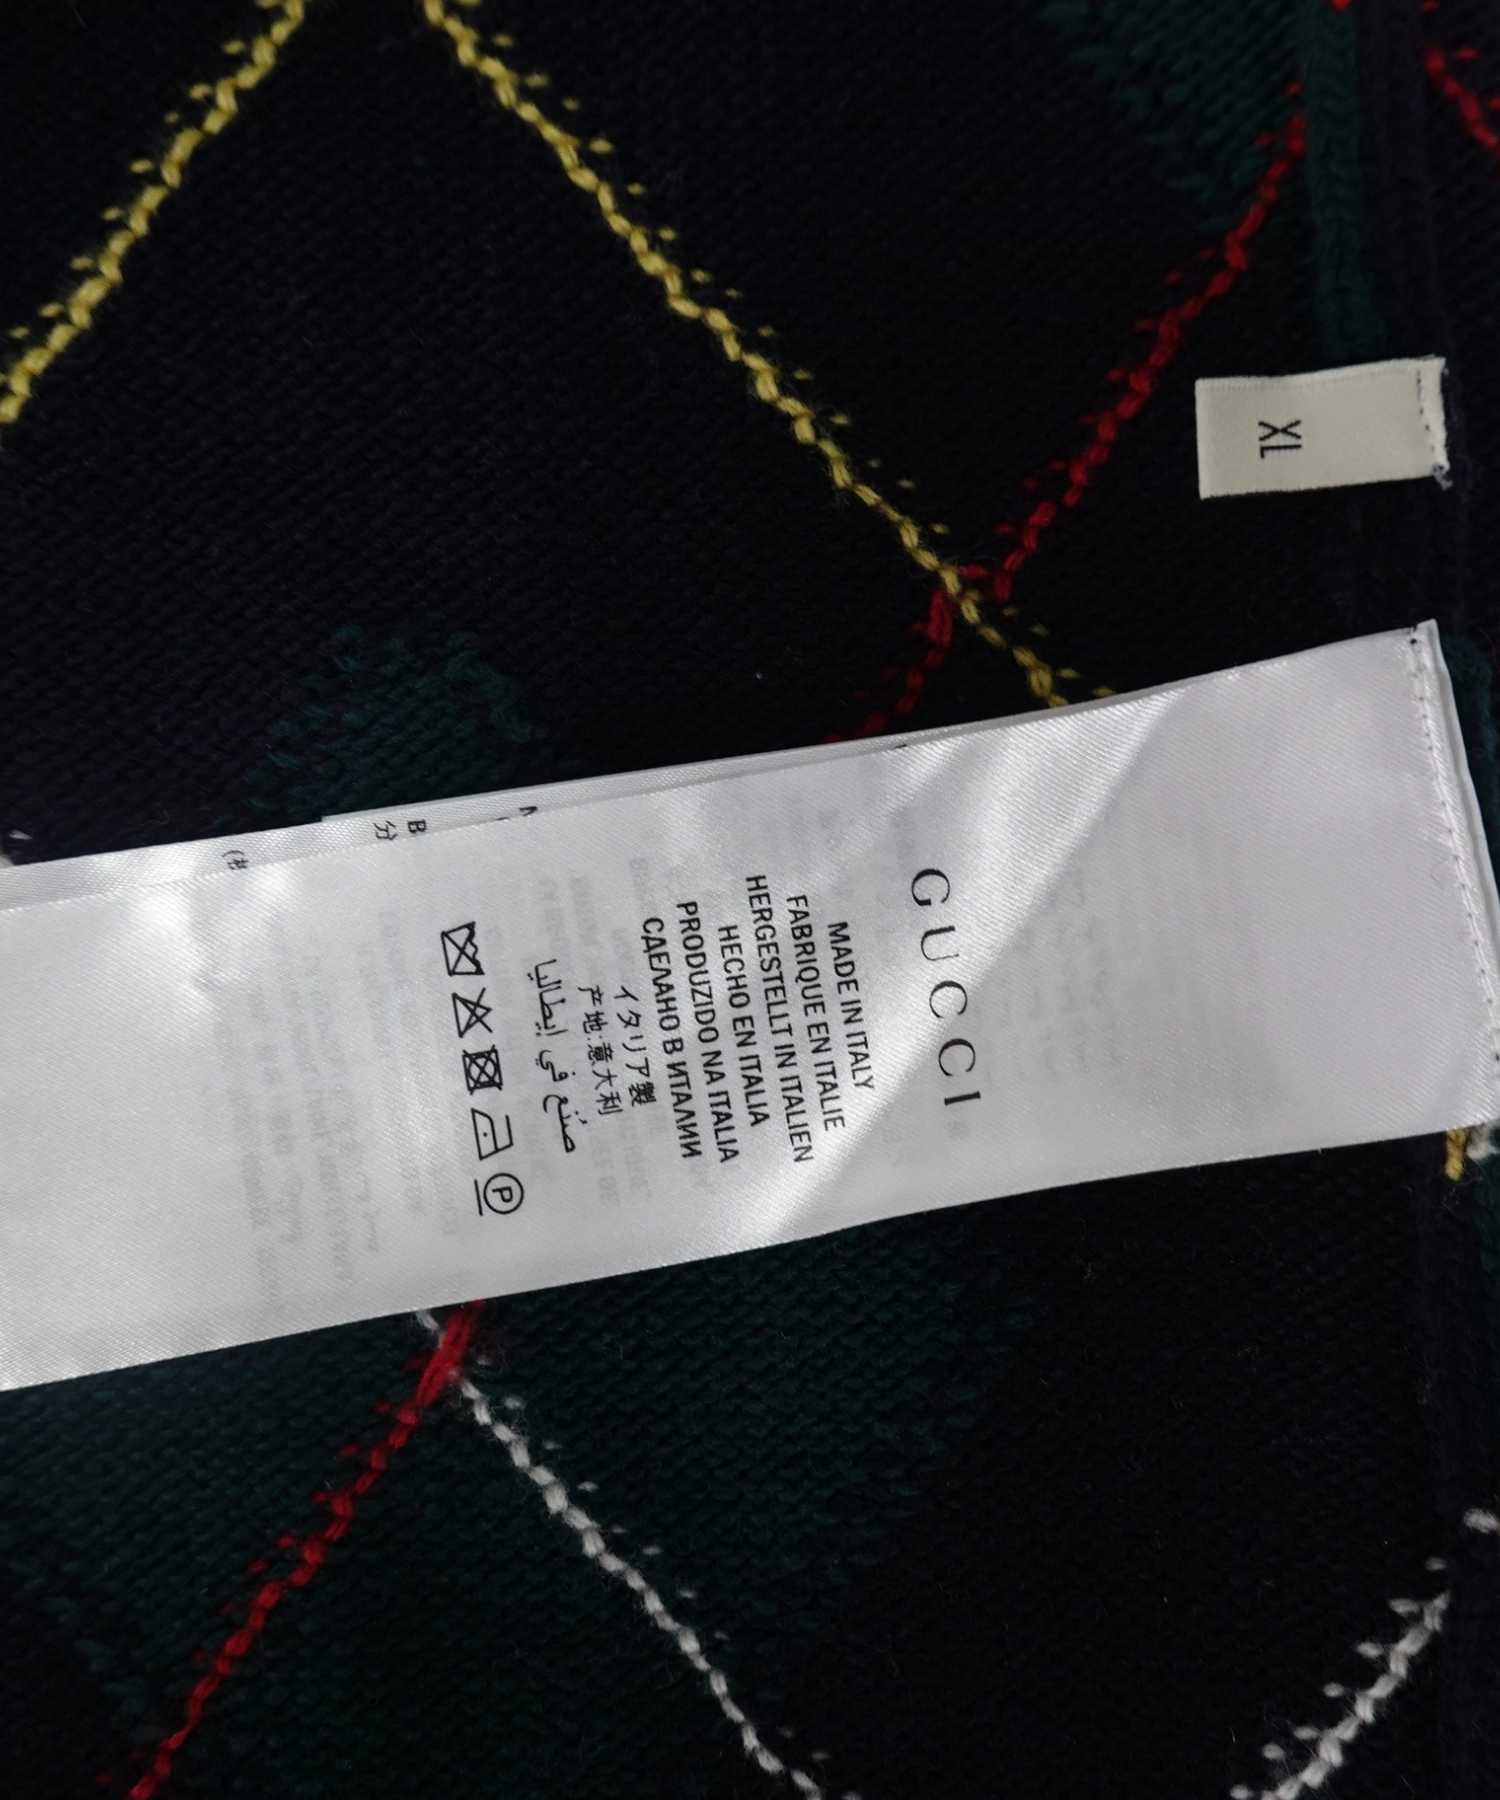 XL
GUCCI
MADE IN ITALY
FABRIQUE EN ITALIE
HERGESTELLT IN ITALIEN
HECHO EN ITALIA
PRODUZIDO NA ITALIA
СДЕЛАНО В ИТАЛИИ
イタリア製
产地:意大利
صُنع في إيطاليا
P